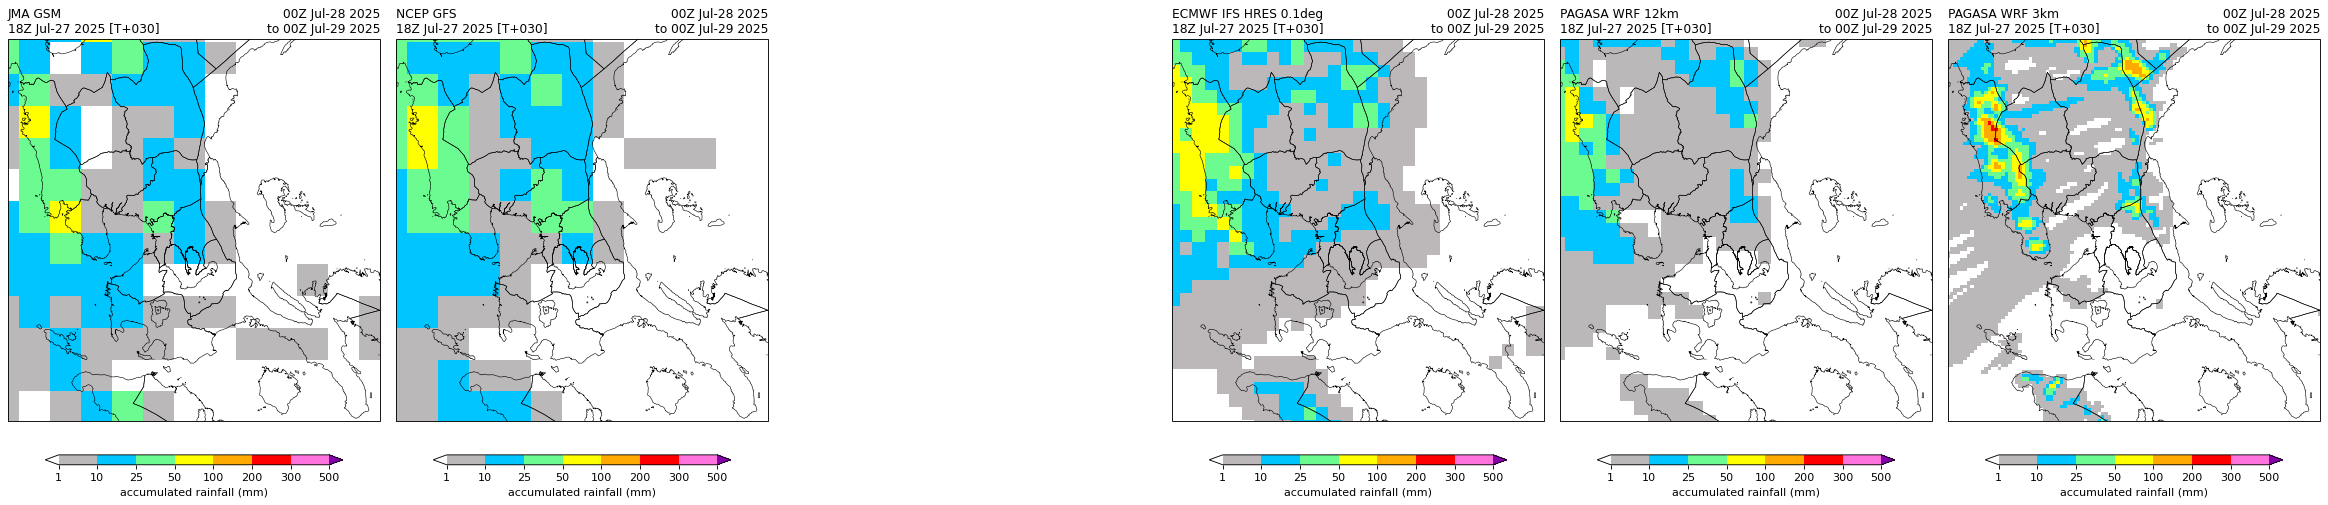 JMA GSM 00Z Jul-28 2025
18Z Jul-27 2025 [T+030] to 00Z Jul-29 2025
1 10 25 50 100 200 300 500
accumulated rainfall (mm)
NCEP GFS 00Z Jul-28 2025
18Z Jul-27 2025 [T+030] to 00Z Jul-29 2025
1 10 25 50 100 200 300 500
accumulated rainfall (mm)
ECMWF IFS HRES 0.1deg 00Z Jul-28 2025
18Z Jul-27 2025 [T+030] to 00Z Jul-29 2025
1 10 25 50 100 200 300 500
accumulated rainfall (mm)
PAGASA WRF 12km 00Z Jul-28 2025
18Z Jul-27 2025 [T+030] to 00Z Jul-29 2025
1 10 25 50 100 200 300 500
accumulated rainfall (mm)
PAGASA WRF 3km 00Z Jul-28 2025
18Z Jul-27 2025 [T+030] to 00Z Jul-29 2025
1 10 25 50 100 200 300 500
accumulated rainfall (mm)